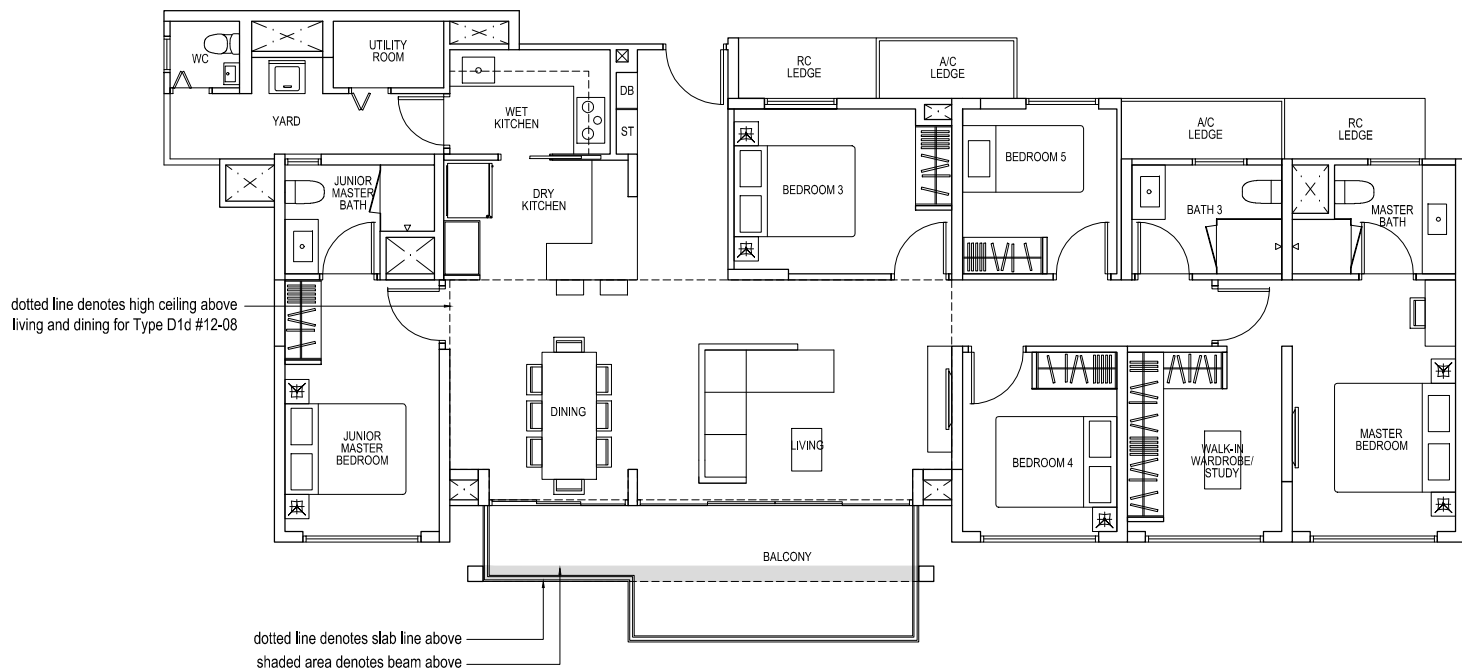 WC
UTILITY
ROOM
YARD
WET
KITCHEN
DB
ST
RC
LEDGE
A/C
LEDGE
A/C
LEDGE
RC
LEDGE
JUNIOR
MASTER
BATH
DRY
KITCHEN
BEDROOM 3
BEDROOM 5
BATH 3
MASTER
BATH
dotted line denotes high ceiling above
living and dining for Type D1d #12-08
JUNIOR
MASTER
BEDROOM
DINING
LIVING
BEDROOM 4
WALK-IN
WARDROBE/
STUDY
MASTER
BEDROOM
BALCONY
dotted line denotes slab line above
shaded area denotes beam above